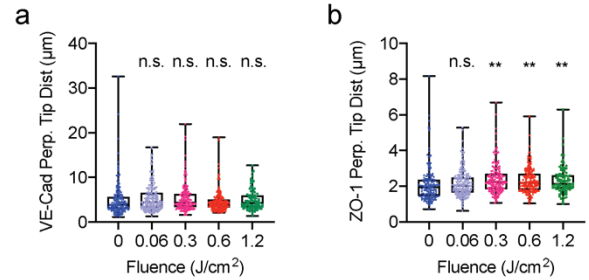 a
VE-Cad Perp. Tip Dist (µm)
40
30
20
10
0
n.s. n.s. n.s. n.s.
0 0.06 0.3 0.6 1.2
Fluence (J/cm²)
b
ZO-1 Perp. Tip Dist (µm)
10
8
6
4
2
0
n.s. ** ** **
0 0.06 0.3 0.6 1.2
Fluence (J/cm²)